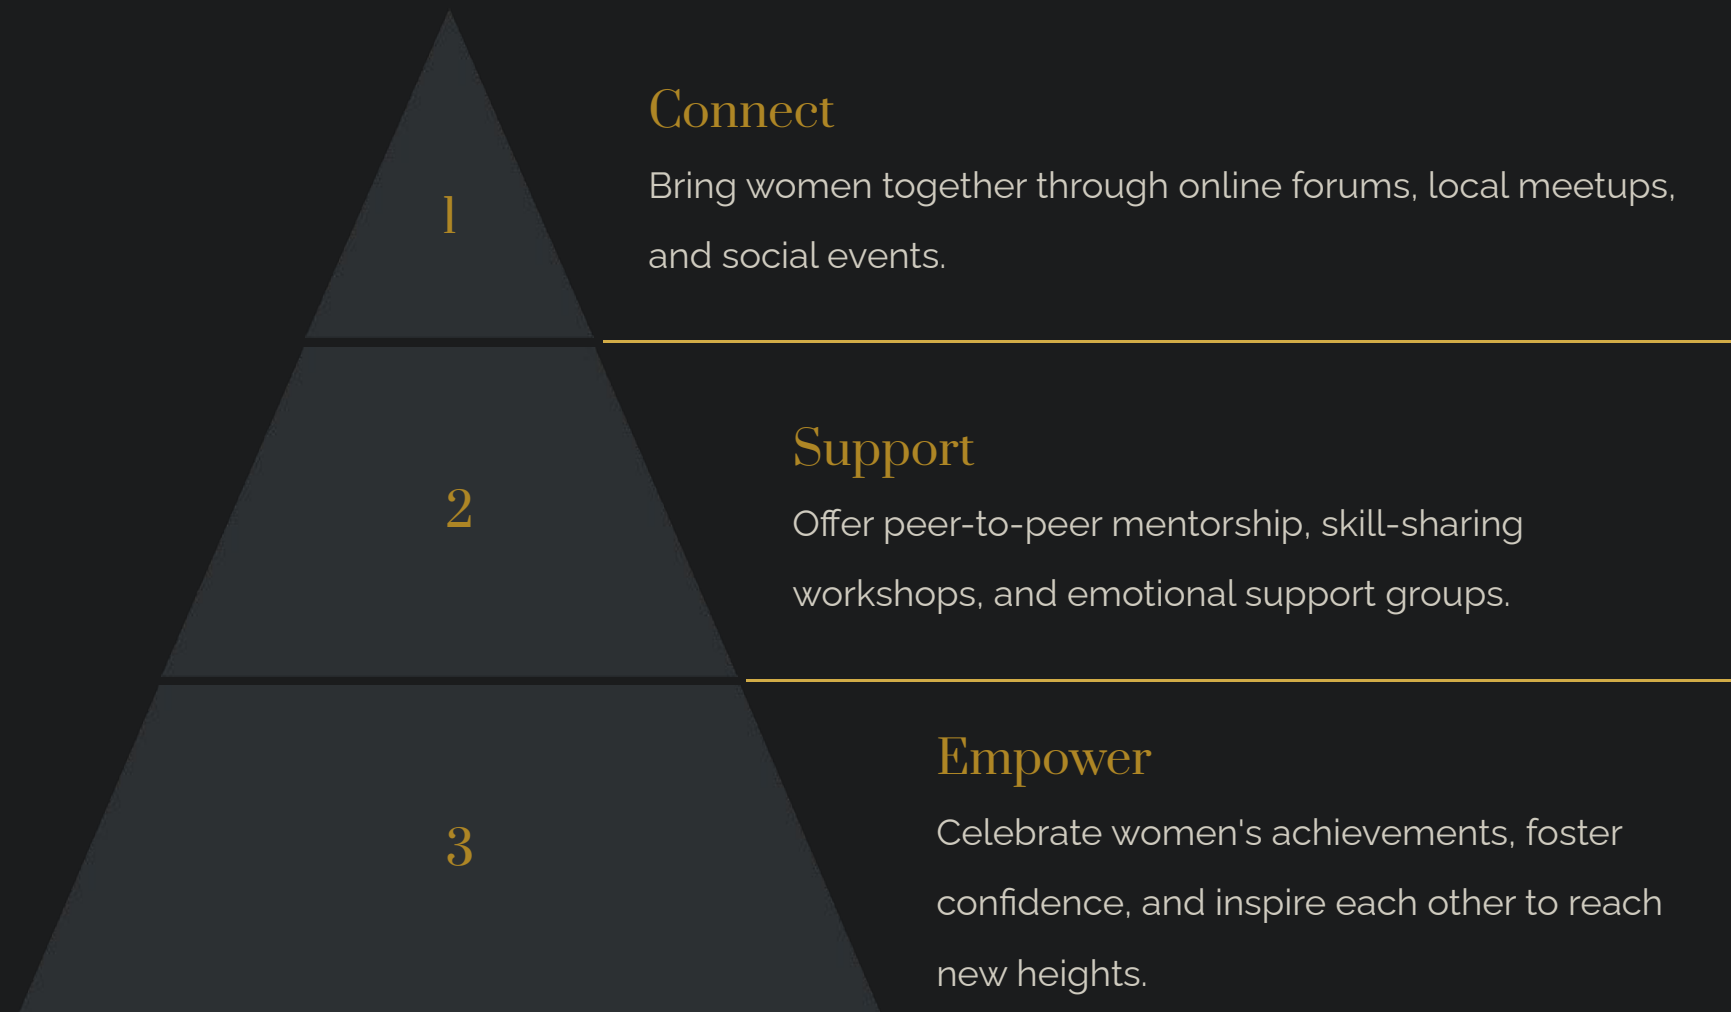 1
Connect
Bring women together through online forums, local meetups,
and social events.
2
Support
Offer peer-to-peer mentorship, skill-sharing
workshops, and emotional support groups.
3
Empower
Celebrate women's achievements, foster
confidence, and inspire each other to reach
new heights.